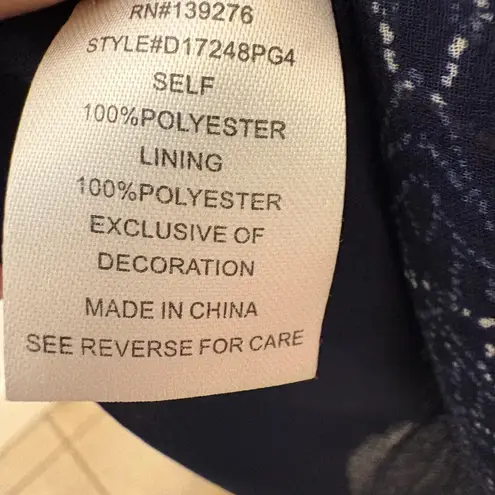 RN#139276
STYLE#D17248PG4
SELF
100%POLYESTER
LINING
100%POLYESTER
EXCLUSIVE OF
DECORATION
MADE IN CHINA
SEE REVERSE FOR CARE